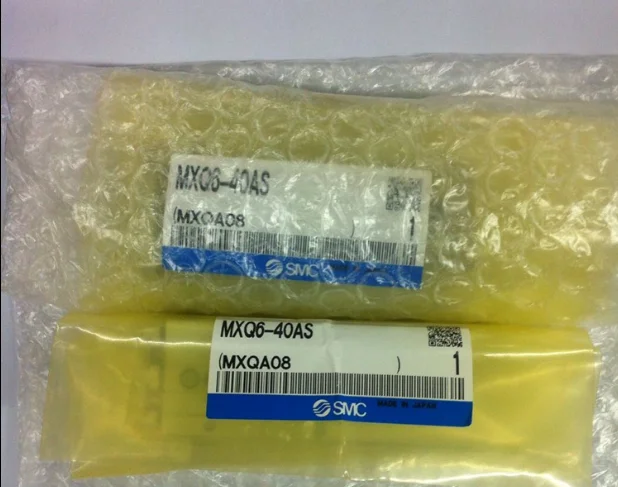 MXQ6-40AS
(MXQA08 )
1
SMC
MXQ6-40AS
(MXQA08 ) 1
SMC MADE IN JAPAN